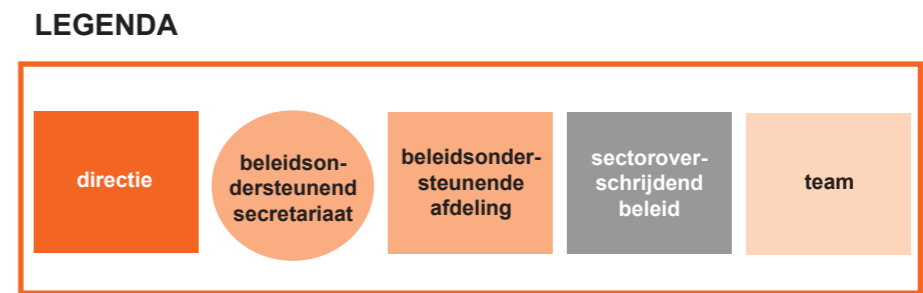 LEGENDA
directie
beleidson-
dersteunend
secretariaat
beleidsonder-
steunende
afdeling
sectorover-
schrijdend
beleid
team